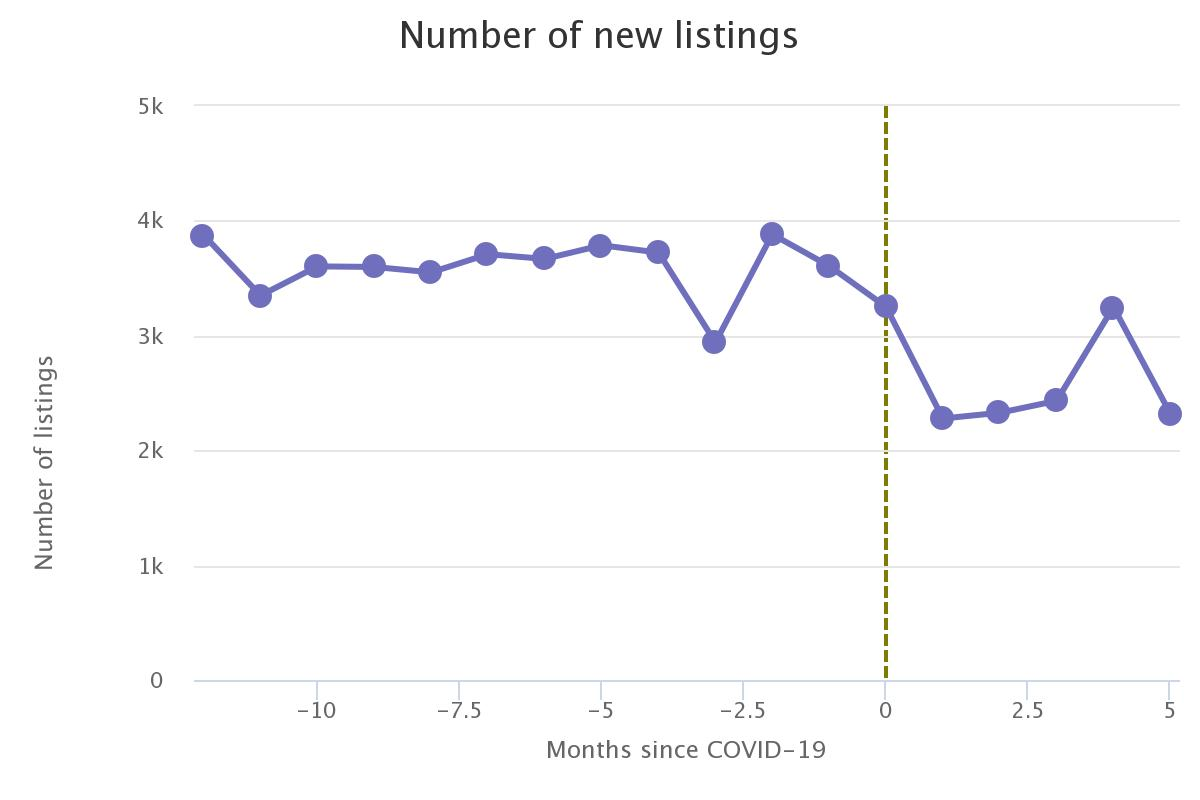 Number of new listings
5k
4k
3k
2k
1k
0
Number of listings
−10
−7.5
−5
−2.5
0
2.5
5
Months since COVID−19